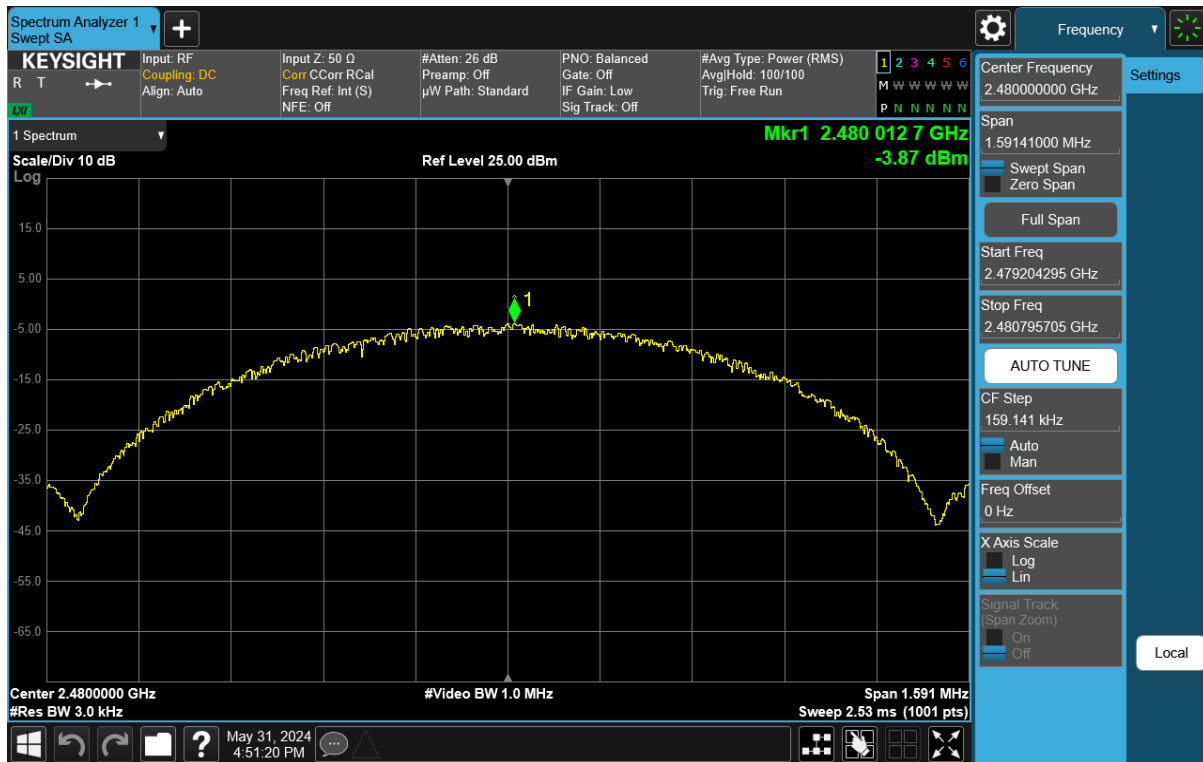 Spectrum Analyzer 1
Swept SA
Frequency
KEYSIGHT
R T
LXI
Input: RF
Coupling: DC
Align: Auto
Input Z: 50 Ω
Corr CCorr RCal
Freq Ref: Int (S)
NFE: Off
#Atten: 26 dB
Preamp: Off
µW Path: Standard
PNO: Balanced
Gate: Off
IF Gain: Low
Sig Track: Off
#Avg Type: Power (RMS)
Avg|Hold: 100/100
Trig: Free Run
1 2 3 4 5 6
M W W W W W
P N N N N N
1 Spectrum
Mkr1 2.480 012 7 GHz
-3.87 dBm
Scale/Div 10 dB
Ref Level 25.00 dBm
Log
15.0
5.00
-5.00
-15.0
-25.0
-35.0
-45.0
-55.0
-65.0
1
Center 2.4800000 GHz
#Video BW 1.0 MHz
Span 1.591 MHz
#Res BW 3.0 kHz
Sweep 2.53 ms (1001 pts)
May 31, 2024
4:51:20 PM
?
Center Frequency
2.480000000 GHz
Settings
Span
1.59141000 MHz
Swept Span
Zero Span
Full Span
Start Freq
2.479204295 GHz
Stop Freq
2.480795705 GHz
AUTO TUNE
CF Step
159.141 kHz
Auto
Man
Freq Offset
0 Hz
X Axis Scale
Log
Lin
Signal Track
(Span Zoom)
On
Off
Local